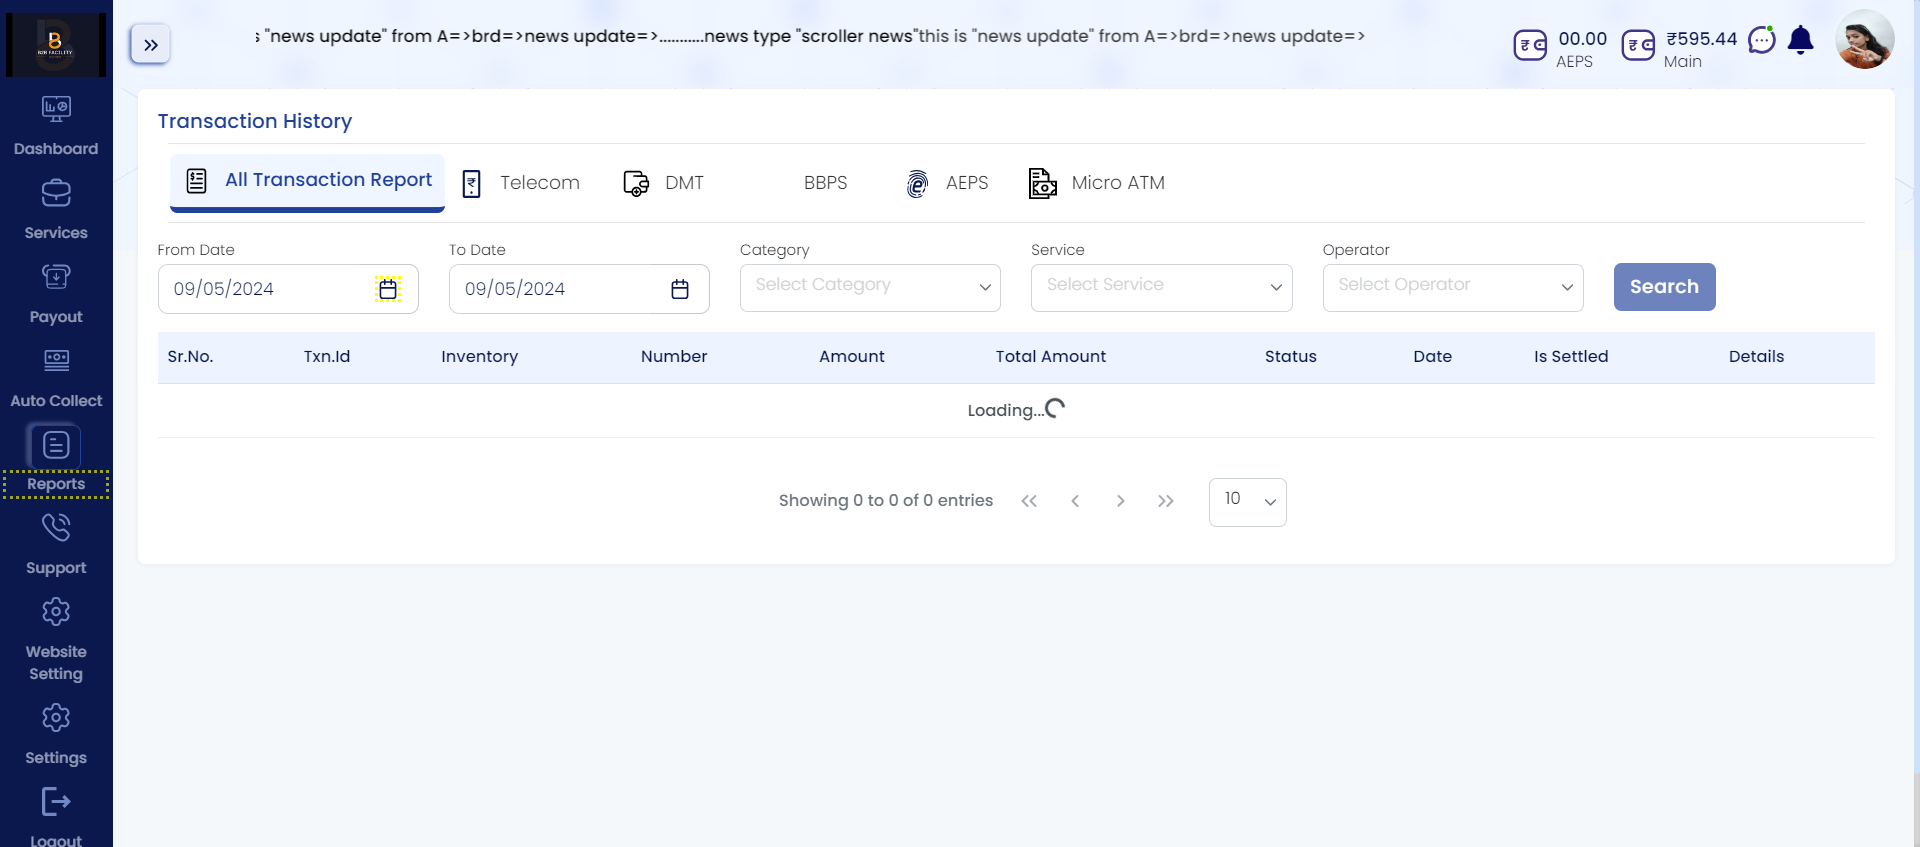 B2B FACILITY
"news update" from A=>brd=>news update=>...........news type "scroller news"this is "news update" from A=>brd=>news update=>
00.00
AEPS
₹595.44
Main
Dashboard
Services
Payout
Auto Collect
Reports
Support
Website
Setting
Settings
Logout
Transaction History
All Transaction Report
Telecom
DMT
BBPS
AEPS
Micro ATM
From Date
To Date
Category
Service
Operator
09/05/2024
09/05/2024
Select Category
Select Service
Select Operator
Search
Sr.No. Txn.Id Inventory Number Amount Total Amount Status Date Is Settled Details
Loading...
Showing 0 to 0 of 0 entries
10